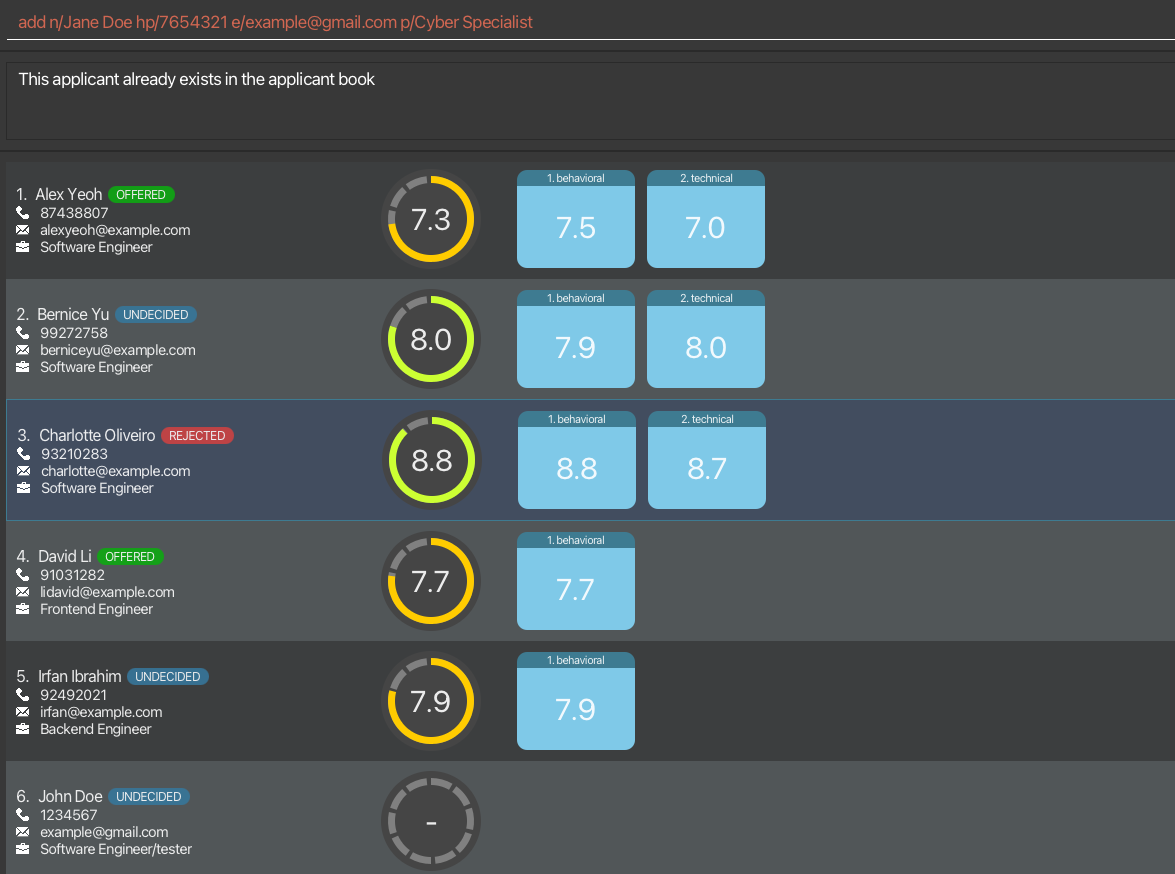 add n/Jane Doe hp/7654321 e/example@gmail.com p/Cyber Specialist
This applicant already exists in the applicant book
1. Alex Yeoh OFFERED
87438807
alexyeoh@example.com
Software Engineer
7.3
1. behavioral
7.5
2. technical
7.0
2. Bernice Yu UNDECIDED
99272758
berniceyu@example.com
Software Engineer
8.0
1. behavioral
7.9
2. technical
8.0
3. Charlotte Oliveiro REJECTED
93210283
charlotte@example.com
Software Engineer
8.8
1. behavioral
8.8
2. technical
8.7
4. David Li OFFERED
91031282
lidavid@example.com
Frontend Engineer
7.7
1. behavioral
7.7
5. Irfan Ibrahim UNDECIDED
92492021
irfan@example.com
Backend Engineer
7.9
1. behavioral
7.9
6. John Doe UNDECIDED
1234567
example@gmail.com
Software Engineer/tester
-